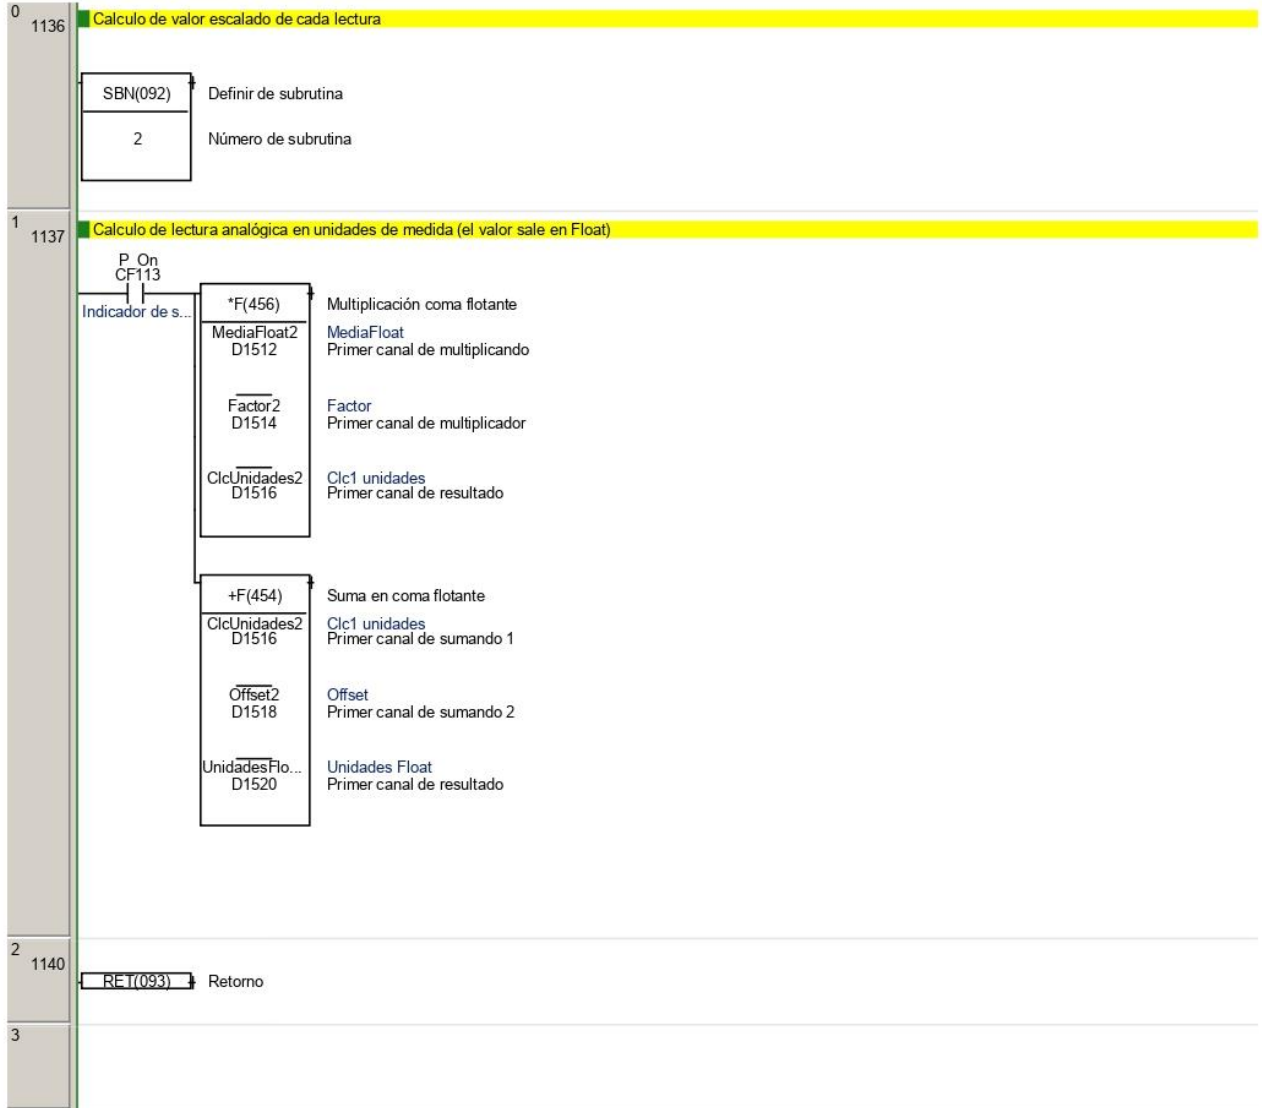 0
1136
Calculo de valor escalado de cada lectura
SBN(092) Definir de subrutina
2 Número de subrutina
1
1137
Calculo de lectura analógica en unidades de medida (el valor sale en Float)
P_On
CF113
Indicador de s...
*F(456) Multiplicación coma flotante
MediaFloat2 MediaFloat
D1512 Primer canal de multiplicando
Factor2 Factor
D1514 Primer canal de multiplicador
ClcUnidades2 Clc1 unidades
D1516 Primer canal de resultado
+F(454) Suma en coma flotante
ClcUnidades2 Clc1 unidades
D1516 Primer canal de sumando 1
Offset2 Offset
D1518 Primer canal de sumando 2
UnidadesFlo... Unidades Float
D1520 Primer canal de resultado
2
1140
RET(093) Retorno
3